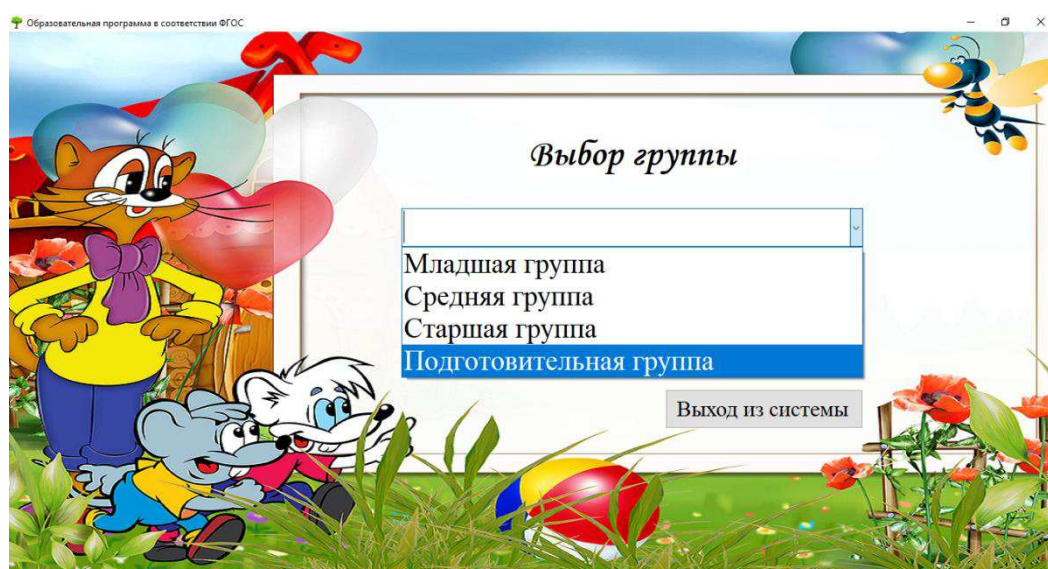 Образовательная программа в соответствии ФГОС
Выбор группы
Младшая группа
Средняя группа
Старшая группа
Подготовительная группа
Выход из системы